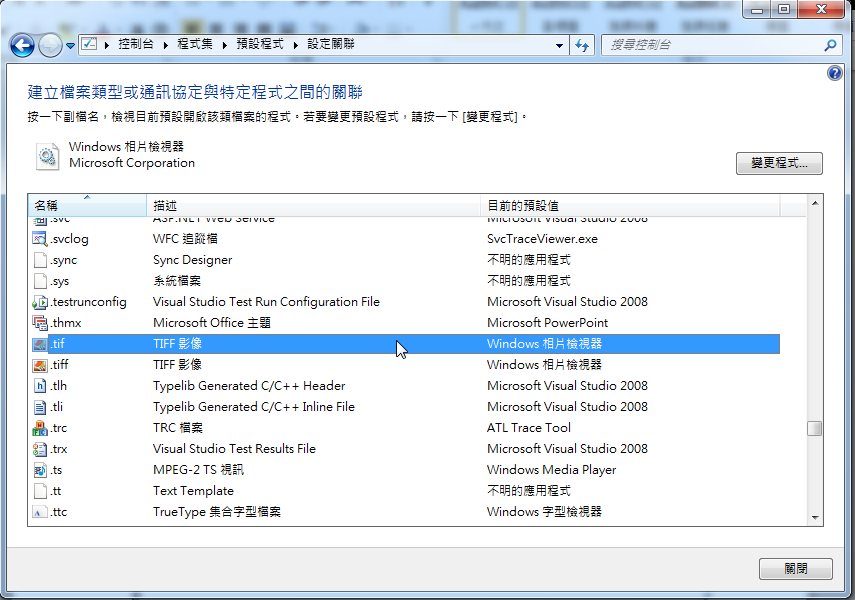 控制台 ▸ 程式集 ▸ 預設程式 ▸ 設定關聯
搜尋控制台
建立檔案類型或通訊協定與特定程式之間的關聯
按一下副檔名，檢視目前預設開啟該類檔案的程式。若要變更預設程式，請按一下 [變更程式]。
Windows 相片檢視器
Microsoft Corporation
變更程式...
名稱 描述 目前的預設值
.svc ASP.NET Web Service Microsoft Visual Studio 2008
.svclog WFC 追蹤檔 SvcTraceViewer.exe
.sync Sync Designer 不明的應用程式
.sys 系統檔案 不明的應用程式
.testrunconfig Visual Studio Test Run Configuration File Microsoft Visual Studio 2008
.thmx Microsoft Office 主題 Microsoft PowerPoint
.tif TIFF 影像 Windows 相片檢視器
.tiff TIFF 影像 Windows 相片檢視器
.tlh Typelib Generated C/C++ Header Microsoft Visual Studio 2008
.tli Typelib Generated C/C++ Inline File Microsoft Visual Studio 2008
.trc TRC 檔案 ATL Trace Tool
.trx Visual Studio Test Results File Microsoft Visual Studio 2008
.ts MPEG-2 TS 視訊 Windows Media Player
.tt Text Template 不明的應用程式
.ttc TrueType 集合字型檔案 Windows 字型檢視器
關閉